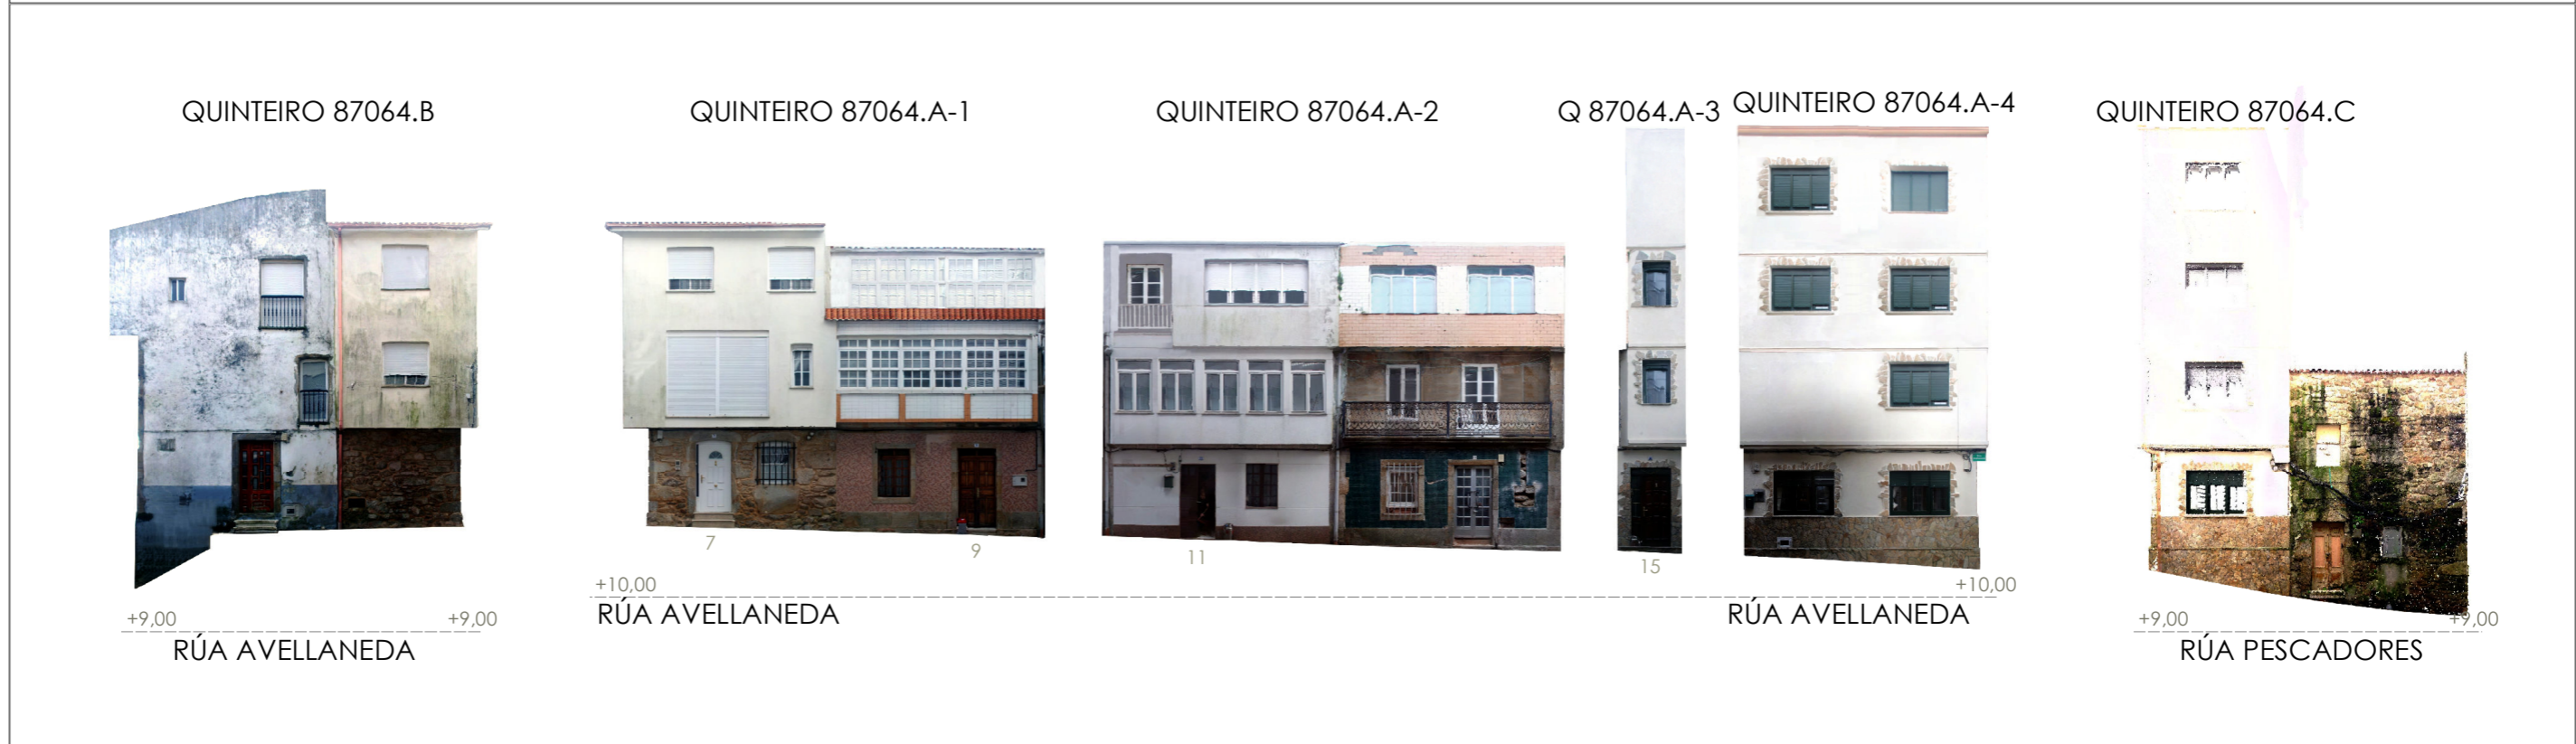 QUINTEIRO 87064.B
QUINTEIRO 87064.A-1
QUINTEIRO 87064.A-2
Q 87064.A-3
QUINTEIRO 87064.A-4
QUINTEIRO 87064.C
7
9
11
15
+10,00
+10,00
RÚA AVELLANEDA
RÚA AVELLANEDA
+9,00
+9,00
RÚA AVELLANEDA
+9,00
+9,00
RÚA PESCADORES